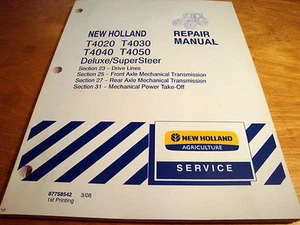 NEW HOLLAND
T4020 T4030
T4040 T4050
Deluxe/SuperSteer
REPAIR
MANUAL
Section 23 - Drive Lines
Section 25 - Front Axle Mechanical Transmission
Section 27 - Rear Axle Mechanical Transmission
Section 31 - Mechanical Power Take-Off
NEW HOLLAND
AGRICULTURE
SERVICE
87758542 3/08
1st Printing